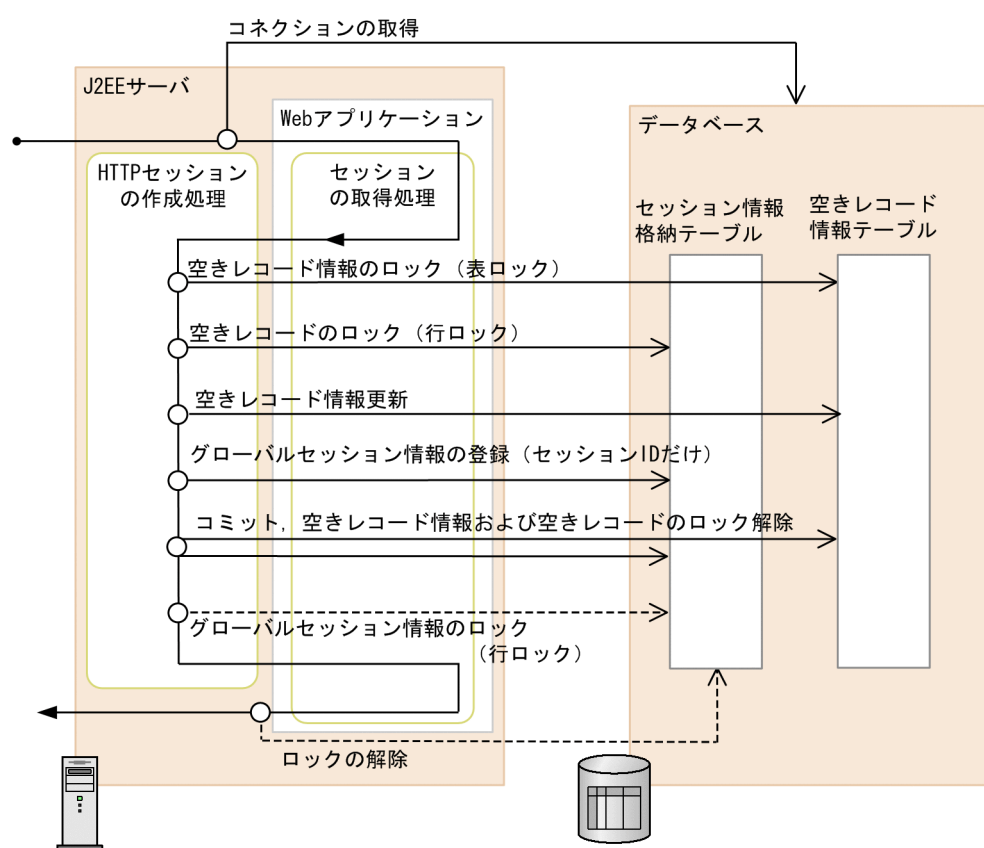 コネクションの取得
J2EEサーバ
Webアプリケーション
データベース
HTTPセッション
の作成処理
セッション
の取得処理
セッション情報
格納テーブル
空きレコード
情報テーブル
空きレコード情報のロック（表ロック）
空きレコードのロック（行ロック）
空きレコード情報更新
グローバルセッション情報の登録（セッションIDだけ）
コミット，空きレコード情報および空きレコードのロック解除
グローバルセッション情報のロック
（行ロック）
ロックの解除